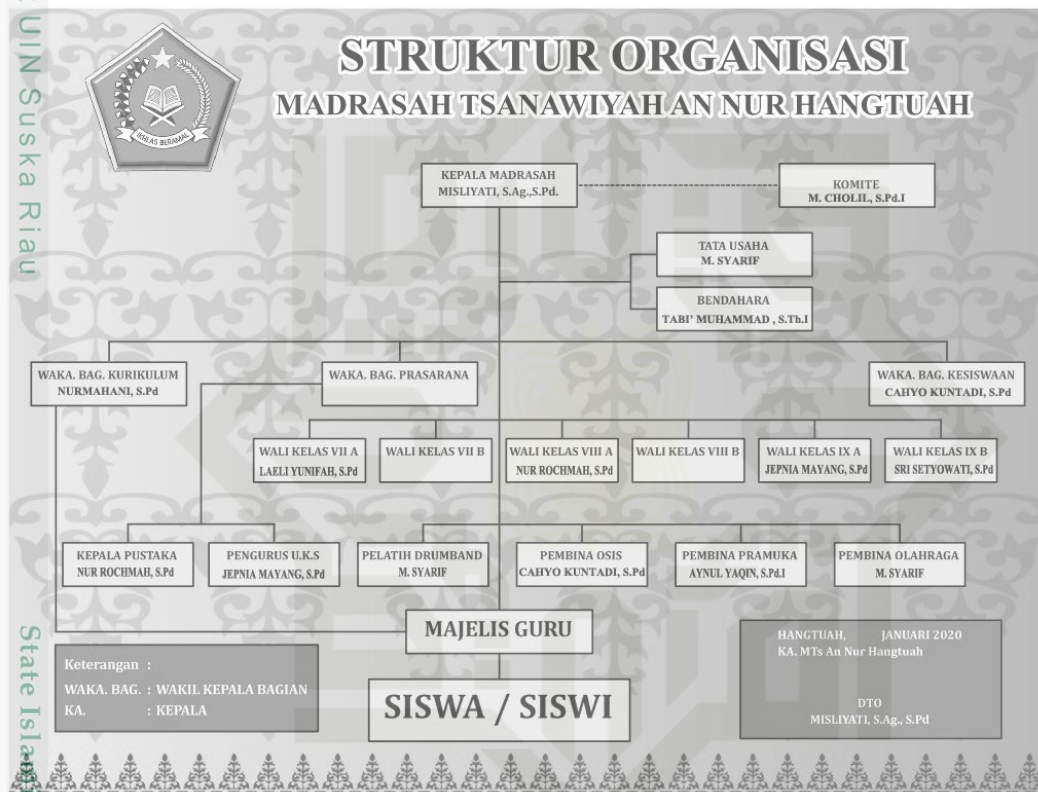 UIN Suska Riau
State Islam
IKHLAS BERAMAL
STRUKTUR ORGANISASI
MADRASAH TSANAWIYAH AN NUR HANGTUAH
KEPALA MADRASAH
MISLIYATI, S.Ag.,S.Pd.
KOMITE
M. CHOLIL, S.Pd.I
TATA USAHA
M. SYARIF
BENDAHARA
TABI' MUHAMMAD , S.Th.I
WAKA. BAG. KURIKULUM
NURMAHANI, S.Pd
WAKA. BAG. PRASARANA
WAKA. BAG. KESISWAAN
CAHYO KUNTADI, S.Pd
WALI KELAS VII A
LAELI YUNIFAH, S.Pd
WALI KELAS VII B
WALI KELAS VIII A
NUR ROCHMAH, S.Pd
WALI KELAS VIII B
WALI KELAS IX A
JEPNIA MAYANG, S.Pd
WALI KELAS IX B
SRI SETYOWATI, S.Pd
KEPALA PUSTAKA
NUR ROCHMAH, S.Pd
PENGURUS U.K.S
JEPNIA MAYANG, S.Pd
PELATIH DRUMBAND
M. SYARIF
PEMBINA OSIS
CAHYO KUNTADI, S.Pd
PEMBINA PRAMUKA
AYNUL YAQIN, S.Pd.I
PEMBINA OLAHRAGA
M. SYARIF
MAJELIS GURU
SISWA / SISWI
Keterangan :
WAKA. BAG. : WAKIL KEPALA BAGIAN
KA. : KEPALA
HANGTUAH, JANUARI 2020
KA. MTs An Nur Hangtuah
DTO
MISLIYATI, S.Ag., S.Pd